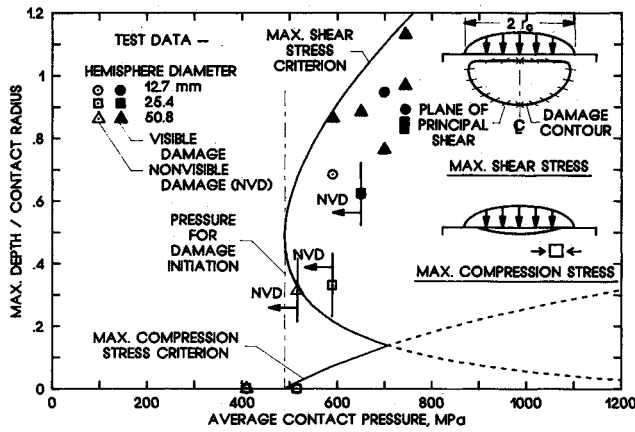 TEST DATA –
HEMISPHERE DIAMETER
12.7 mm
25.4
50.8
VISIBLE
DAMAGE
NONVISIBLE
DAMAGE (NVD)
MAX. SHEAR
STRESS
CRITERION
2 rₐ
PLANE OF
PRINCIPAL
SHEAR
℄
DAMAGE
CONTOUR
MAX. SHEAR STRESS
MAX. COMPRESSION STRESS
NVD
NVD
NVD
PRESSURE
FOR
DAMAGE
INITIATION
MAX. COMPRESSION
STRESS CRITERION
MAX. DEPTH / CONTACT RADIUS
1.2
1
.8
.6
.4
.2
0
0
200
400
600
800
1000
1200
AVERAGE CONTACT PRESSURE, MPa